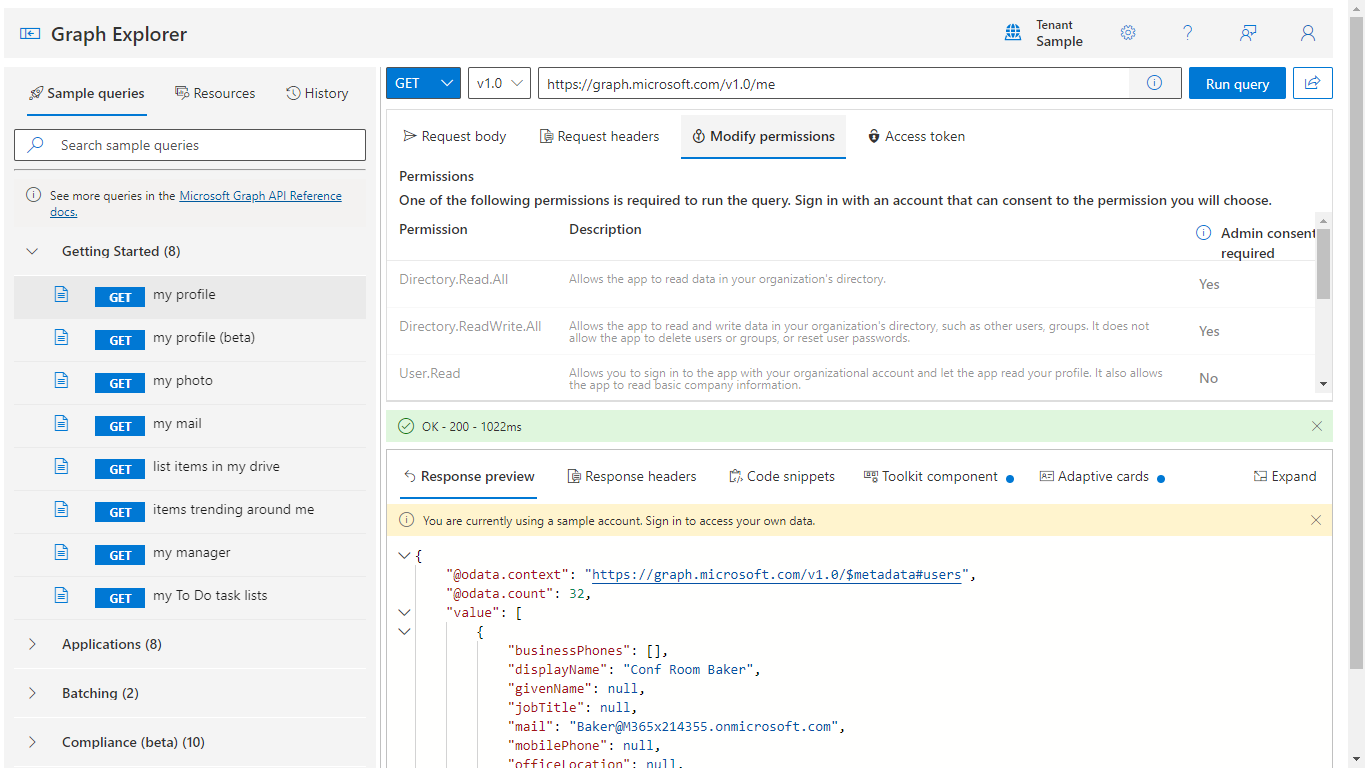 Graph Explorer
Tenant
Sample
Sample queries
Resources
History
Search sample queries
See more queries in the Microsoft Graph API Reference
docs.
Getting Started (8)
GET my profile
GET my profile (beta)
GET my photo
GET my mail
GET list items in my drive
GET items trending around me
GET my manager
GET my To Do task lists
Applications (8)
Batching (2)
Compliance (beta) (10)
GET
v1.0
https://graph.microsoft.com/v1.0/me
Run query
Request body
Request headers
Modify permissions
Access token
Permissions
One of the following permissions is required to run the query. Sign in with an account that can consent to the permission you will choose.
Permission
Description
Admin consent
required
Directory.Read.All
Allows the app to read data in your organization's directory.
Yes
Directory.ReadWrite.All
Allows the app to read and write data in your organization's directory, such as other users, groups. It does not
allow the app to delete users or groups, or reset user passwords.
Yes
User.Read
Allows you to sign in to the app with your organizational account and let the app read your profile. It also allows
the app to read basic company information.
No
OK - 200 - 1022ms
Response preview
Response headers
Code snippets
Toolkit component
Adaptive cards
Expand
You are currently using a sample account. Sign in to access your own data.
{
"@odata.context": "https://graph.microsoft.com/v1.0/$metadata#users",
"@odata.count": 32,
"value": [
{
"businessPhones": [],
"displayName": "Conf Room Baker",
"givenName": null,
"jobTitle": null,
"mail": "Baker@M365x214355.onmicrosoft.com",
"mobilePhone": null,
"officeLocation": null,